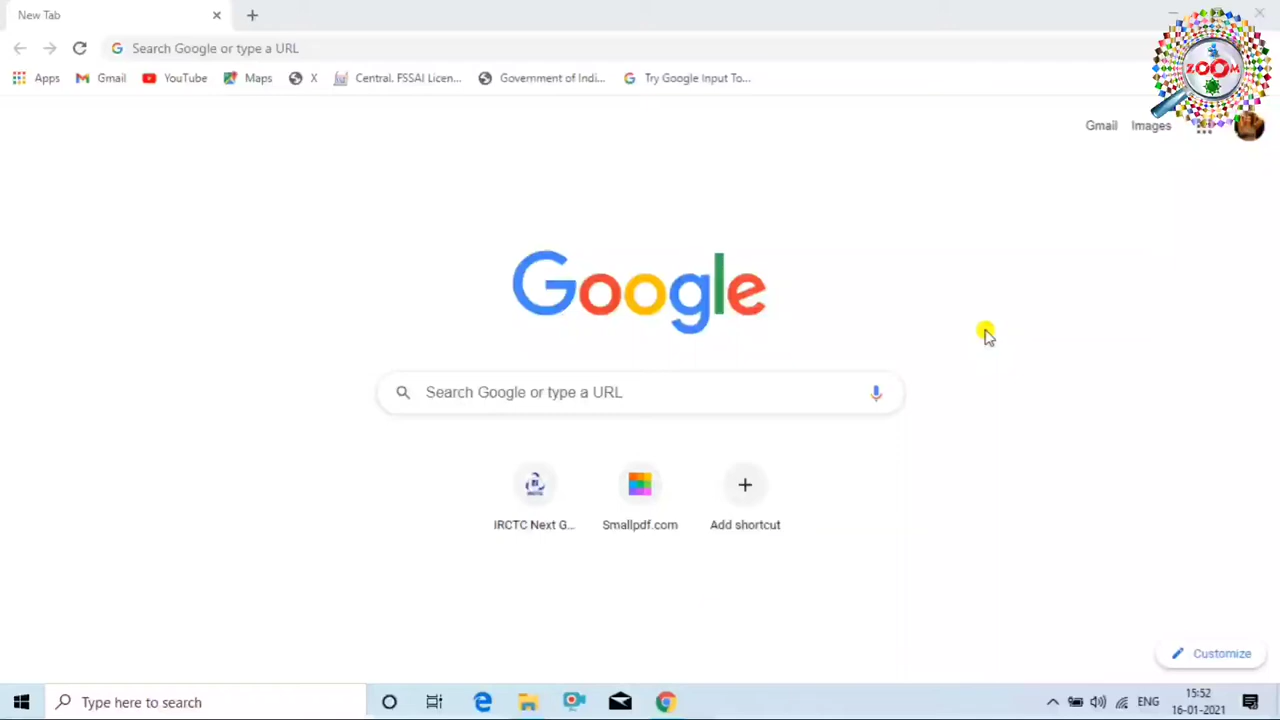 New Tab
Search Google or type a URL
Apps Gmail YouTube Maps X Central. FSSAI Licen... Government of Indi... Try Google Input To...
ZOOM
Gmail Images
Google
Search Google or type a URL
IRCTC Next G... Smallpdf.com Add shortcut
Customize
Type here to search
ENG
15:52
16-01-2021